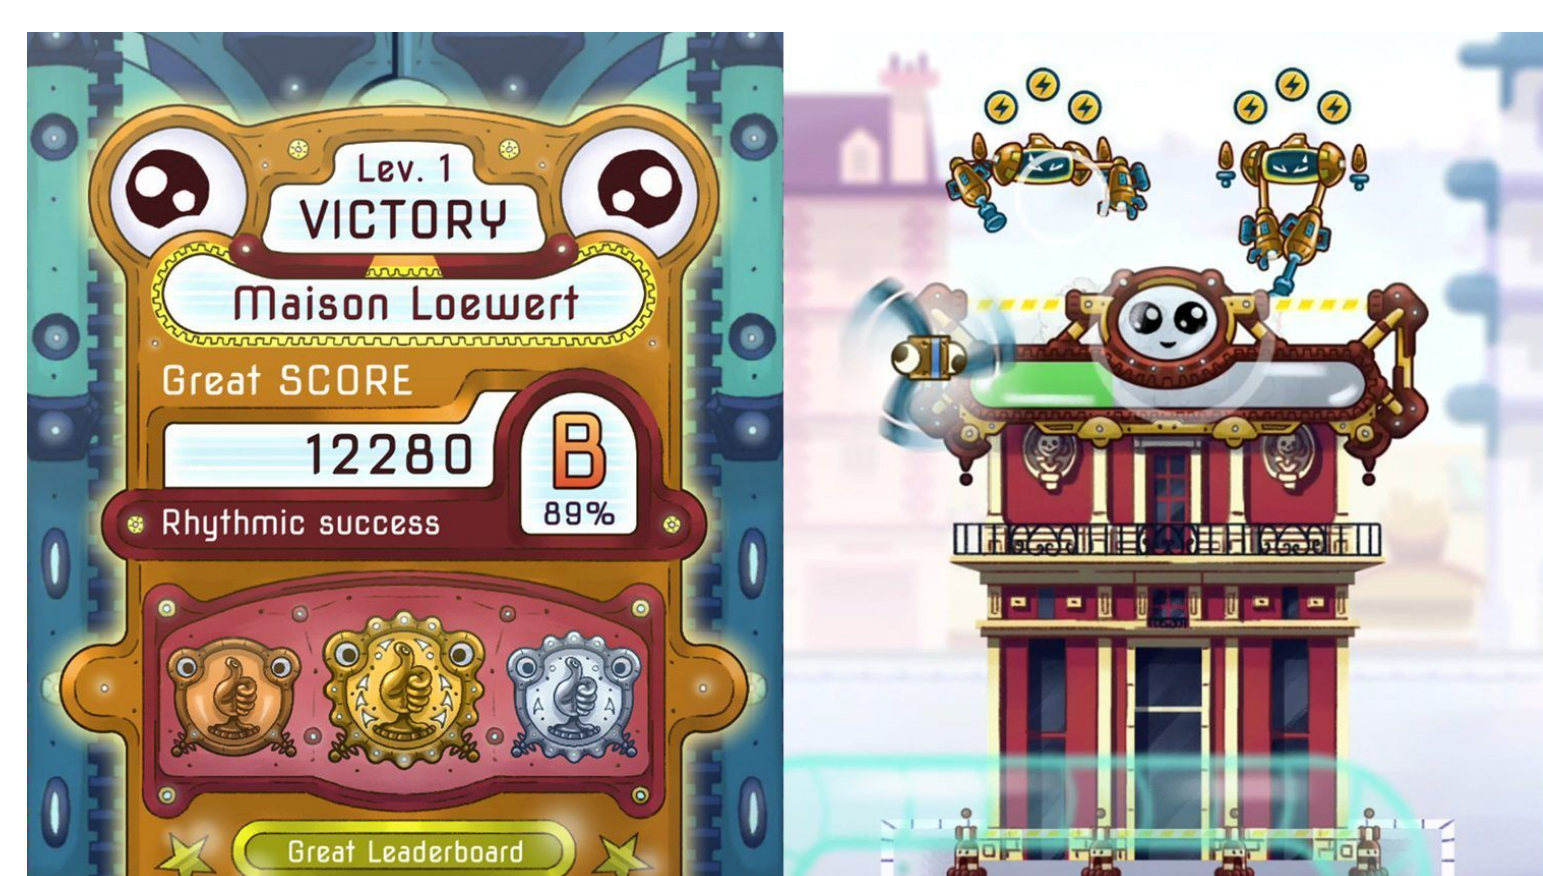 Lev. 1
VICTORY
Maison Loewert
Great SCORE
12280
B
89%
Rhythmic success
Great Leaderboard